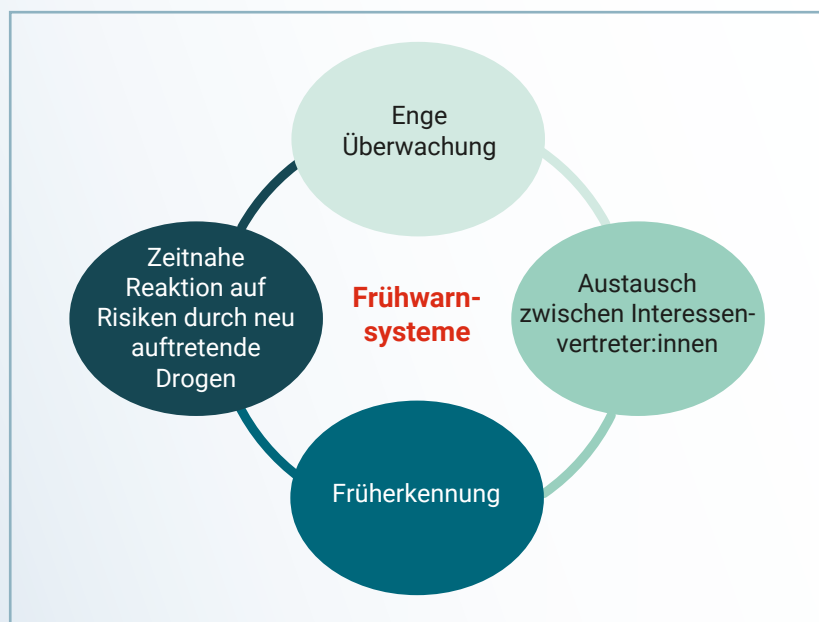 Enge
Überwachung
Austausch
zwischen Interessen-
vertreter:innen
Früherkennung
Zeitnahe
Reaktion auf
Risiken durch neu
auftretende
Drogen
Frühwarn-
systeme